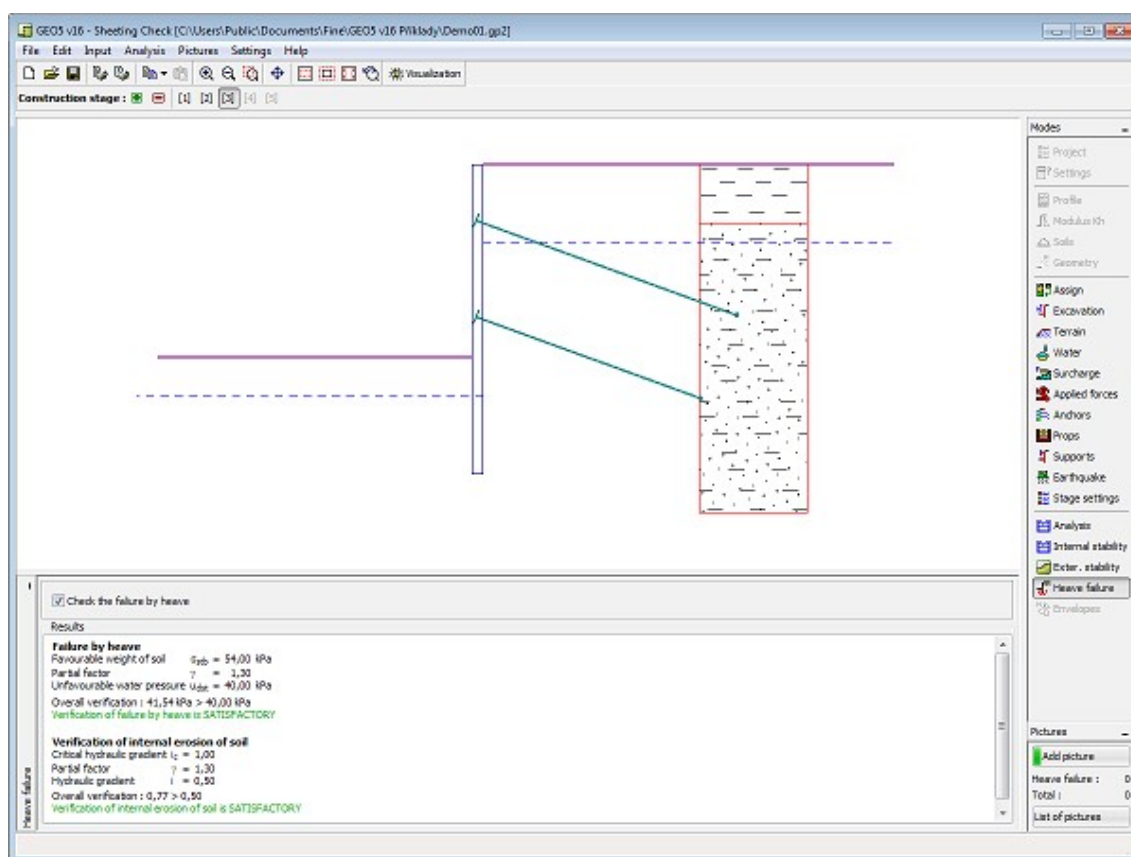 GEO5 v16 - Sheeting Check [C:\Users\Public\Documents\Fine\GEO5 v16 Příklady\Demo01.gp2]
File Edit Input Analysis Pictures Settings Help
Visualization
Construction stage : [1] [2] [3] [4] [5]
Modes
Project
Settings
Profile
Modulus Kh
Soils
Geometry
Assign
Excavation
Terrain
Water
Surcharge
Applied forces
Anchors
Props
Supports
Earthquake
Stage settings
Analysis
Internal stability
Exter. stability
Heave failure
Envelopes
Heave failure
Check the failure by heave
Results
Failure by heave
Favourable weight of soil σstb = 54,00 kPa
Partial factor γ = 1,30
Unfavourable water pressure udst = 40,00 kPa
Overall verification : 41,54 kPa > 40,00 kPa
Verification of failure by heave is SATISFACTORY
Verification of internal erosion of soil
Critical hydraulic gradient ic = 1,00
Partial factor γ = 1,30
Hydraulic gradient i = 0,50
Overall verification : 0,77 > 0,50
Verification of internal erosion of soil is SATISFACTORY
Pictures
Add picture
Heave failure : 0
Total : 0
List of pictures